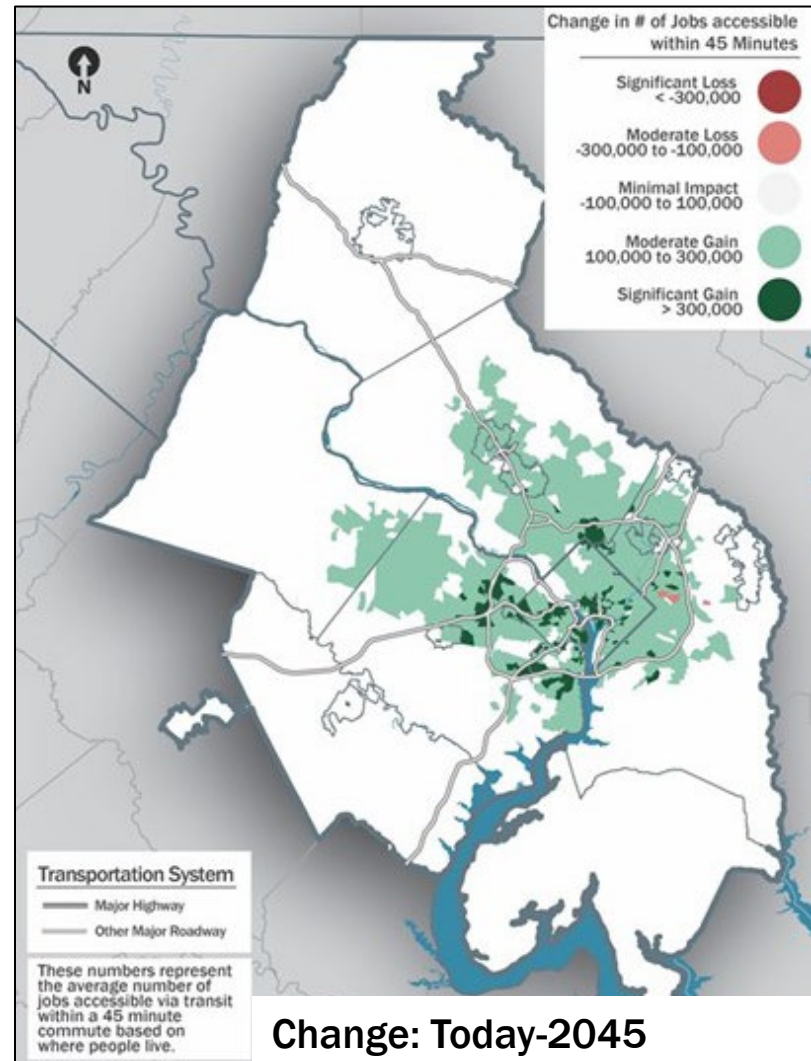 Change in # of Jobs accessible
within 45 Minutes
Significant Loss
< -300,000
Moderate Loss
-300,000 to -100,000
Minimal Impact
-100,000 to 100,000
Moderate Gain
100,000 to 300,000
Significant Gain
> 300,000
N
Transportation System
Major Highway
Other Major Roadway
These numbers represent
the average number of
jobs accessible via transit
within a 45 minute
commute based on
where people live.
Change: Today-2045